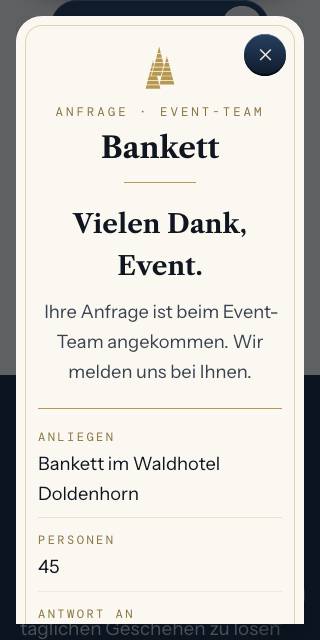 ANFRAGE · EVENT-TEAM
Bankett
Vielen Dank,
Event.
Ihre Anfrage ist beim Event-
Team angekommen. Wir
melden uns bei Ihnen.
ANLIEGEN
Bankett im Waldhotel
Doldenhorn
PERSONEN
45
ANTWORT AN
täglichen Geschehen zu lösen